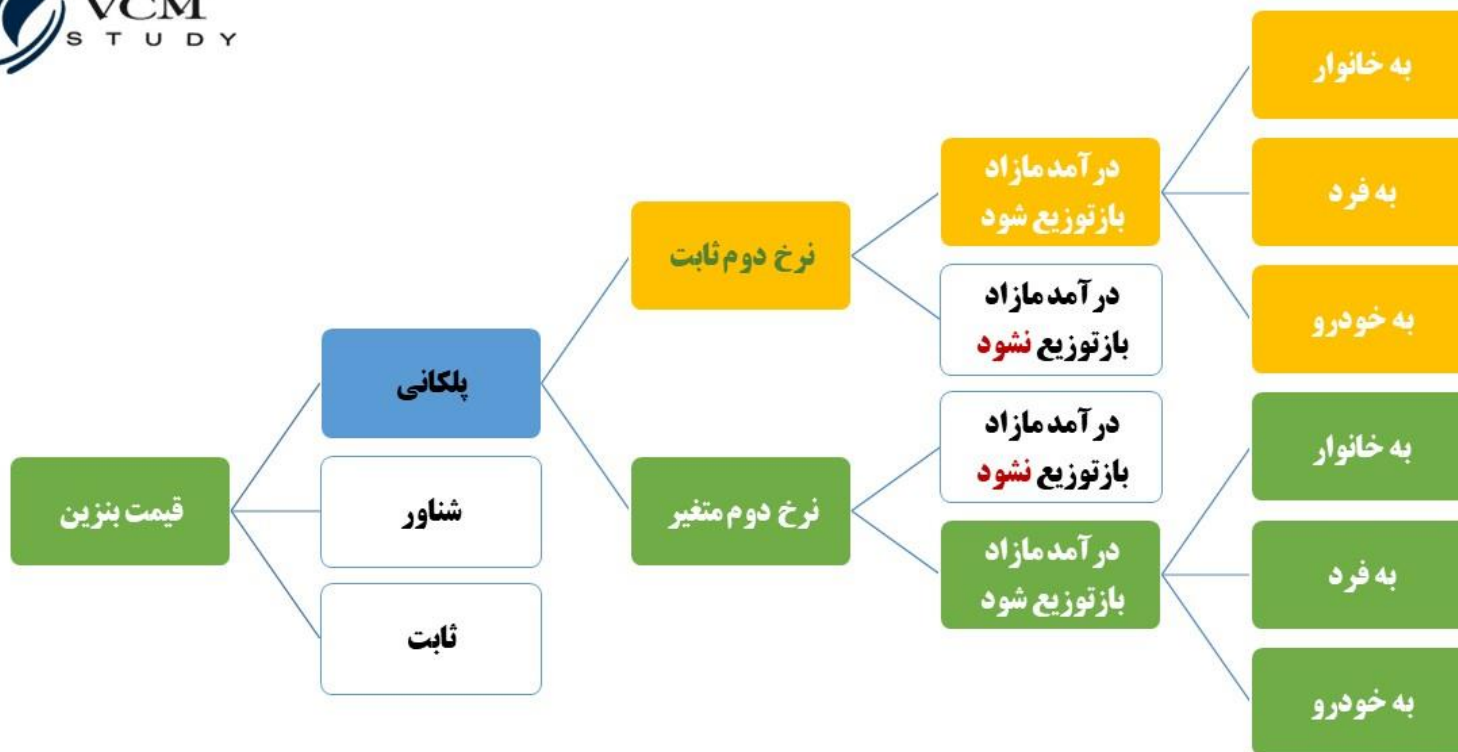 VCM
STUDY
قیمت بنزین
پلکانی
شناور
ثابت
نرخ دوم ثابت
نرخ دوم متغیر
درآمد مازاد
بازتوزیع شود
درآمد مازاد
بازتوزیع نشود
درآمد مازاد
بازتوزیع نشود
درآمد مازاد
بازتوزیع شود
به خانوار
به فرد
به خودرو
به خانوار
به فرد
به خودرو